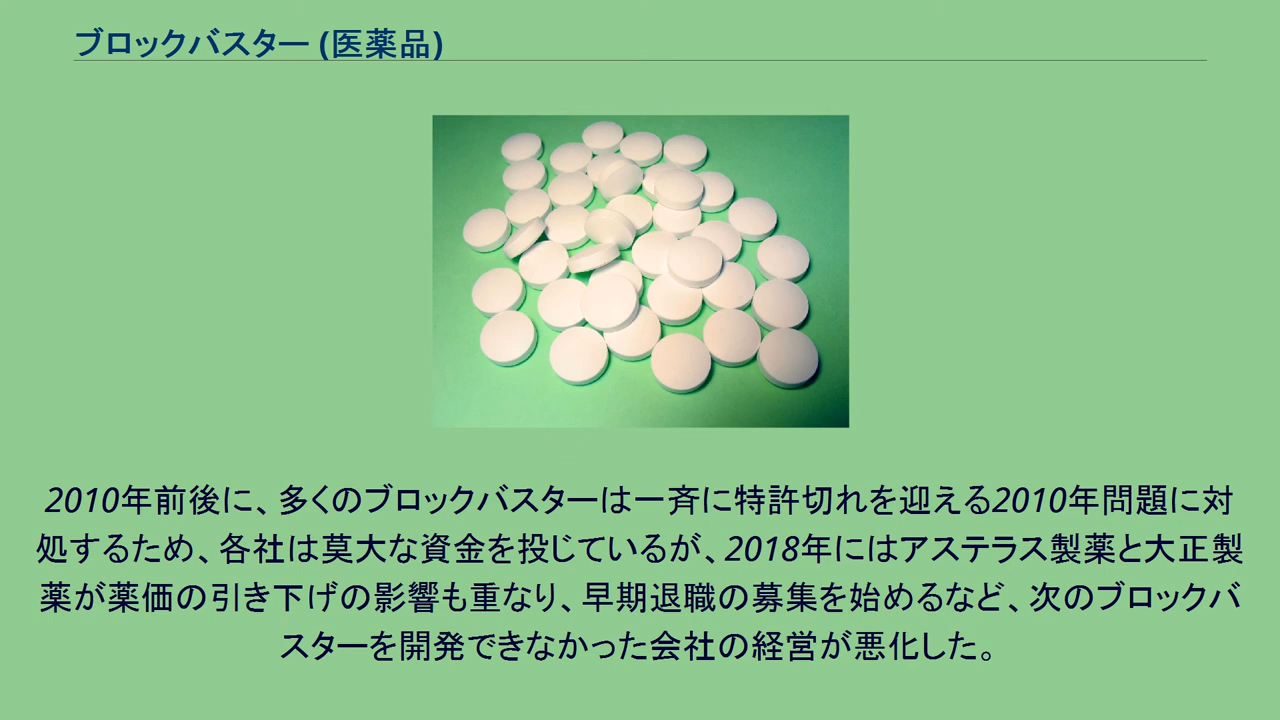 ブロックバスター (医薬品)
2010年前後に、多くのブロックバスターは一斉に特許切れを迎える2010年問題に対
処するため、各社は莫大な資金を投じているが、2018年にはアステラス製薬と大正製
薬が薬価の引き下げの影響も重なり、早期退職の募集を始めるなど、次のブロックバ
スターを開発できなかった会社の経営が悪化した。